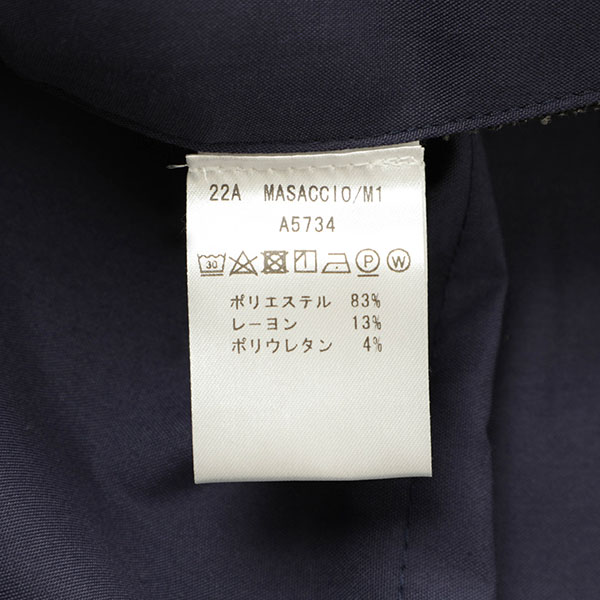 22A MASACCIO/M1
A5734
30 P W
ポリエステル 83%
レーヨン 13%
ポリウレタン 4%